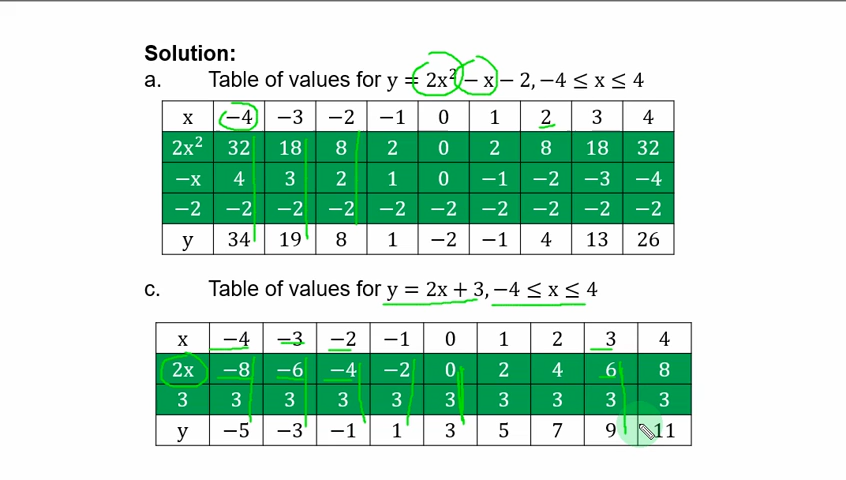 Solution:
a. Table of values for y = 2x² − x − 2, −4 ≤ x ≤ 4
x −4 −3 −2 −1 0 1 2 3 4
2x² 32 18 8 2 0 2 8 18 32
−x 4 3 2 1 0 −1 −2 −3 −4
−2 −2 −2 −2 −2 −2 −2 −2 −2 −2
y 34 19 8 1 −2 −1 4 13 26
c. Table of values for y = 2x + 3, −4 ≤ x ≤ 4
x −4 −3 −2 −1 0 1 2 3 4
2x −8 −6 −4 −2 0 2 4 6 8
3 3 3 3 3 3 3 3 3 3
y −5 −3 −1 1 3 5 7 9 11